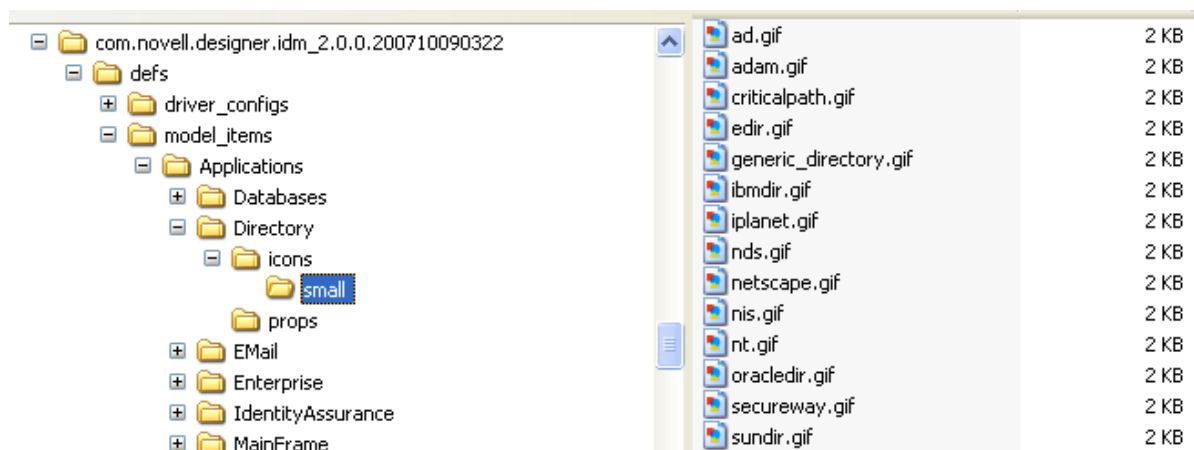 com.novell.designer.idm_2.0.0.200710090322
defs
driver_configs
model_items
Applications
Databases
Directory
icons
small
props
EMail
Enterprise
IdentityAssurance
MainFrame
ad.gif 2 KB
adam.gif 2 KB
criticalpath.gif 2 KB
edir.gif 2 KB
generic_directory.gif 2 KB
ibmdir.gif 2 KB
iplanet.gif 2 KB
nds.gif 2 KB
netscape.gif 2 KB
nis.gif 2 KB
nt.gif 2 KB
oracledir.gif 2 KB
secureway.gif 2 KB
sundir.gif 2 KB